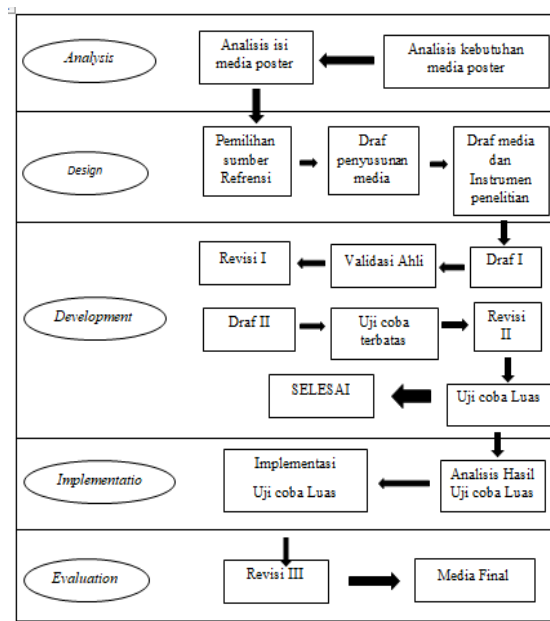 Analysis
Analisis isi
media poster
Analisis kebutuhan
media poster
Design
Pemilihan
sumber
Refrensi
Draf
penyusunan
media
Draf media
dan
Instrumen
penelitian
Development
Revisi I
Validasi Ahli
Draf I
Draf II
Uji coba
terbatas
Revisi
II
SELESAI
Uji coba Luas
Implementatio
Implementasi
Uji coba Luas
Analisis Hasil
Uji coba Luas
Evaluation
Revisi III
Media Final